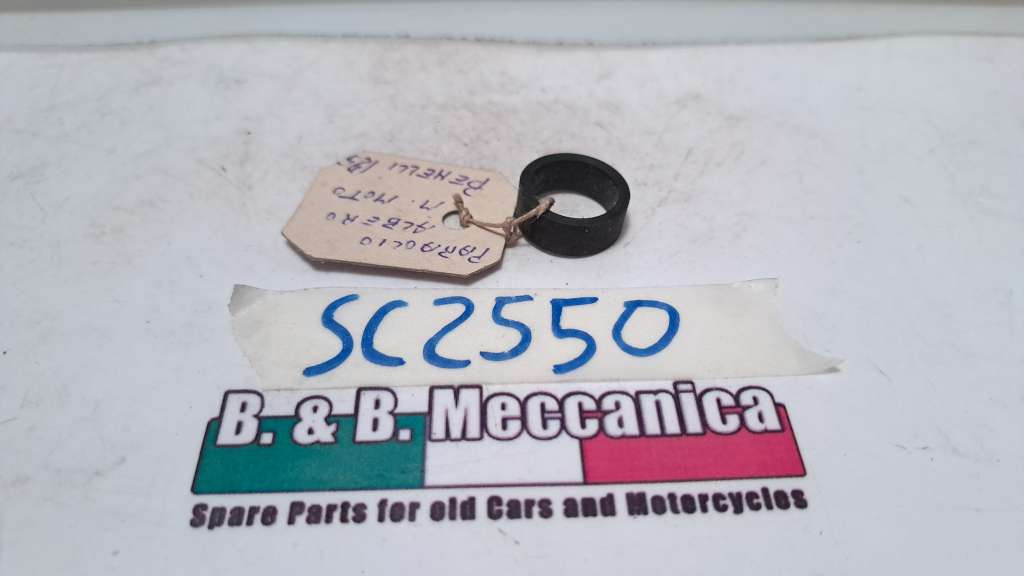 PARAOLIO
ALBERO
M. MOTO
BENELLI 125
SC2550
B. & B. Meccanica
Spare Parts for old Cars and Motorcycles